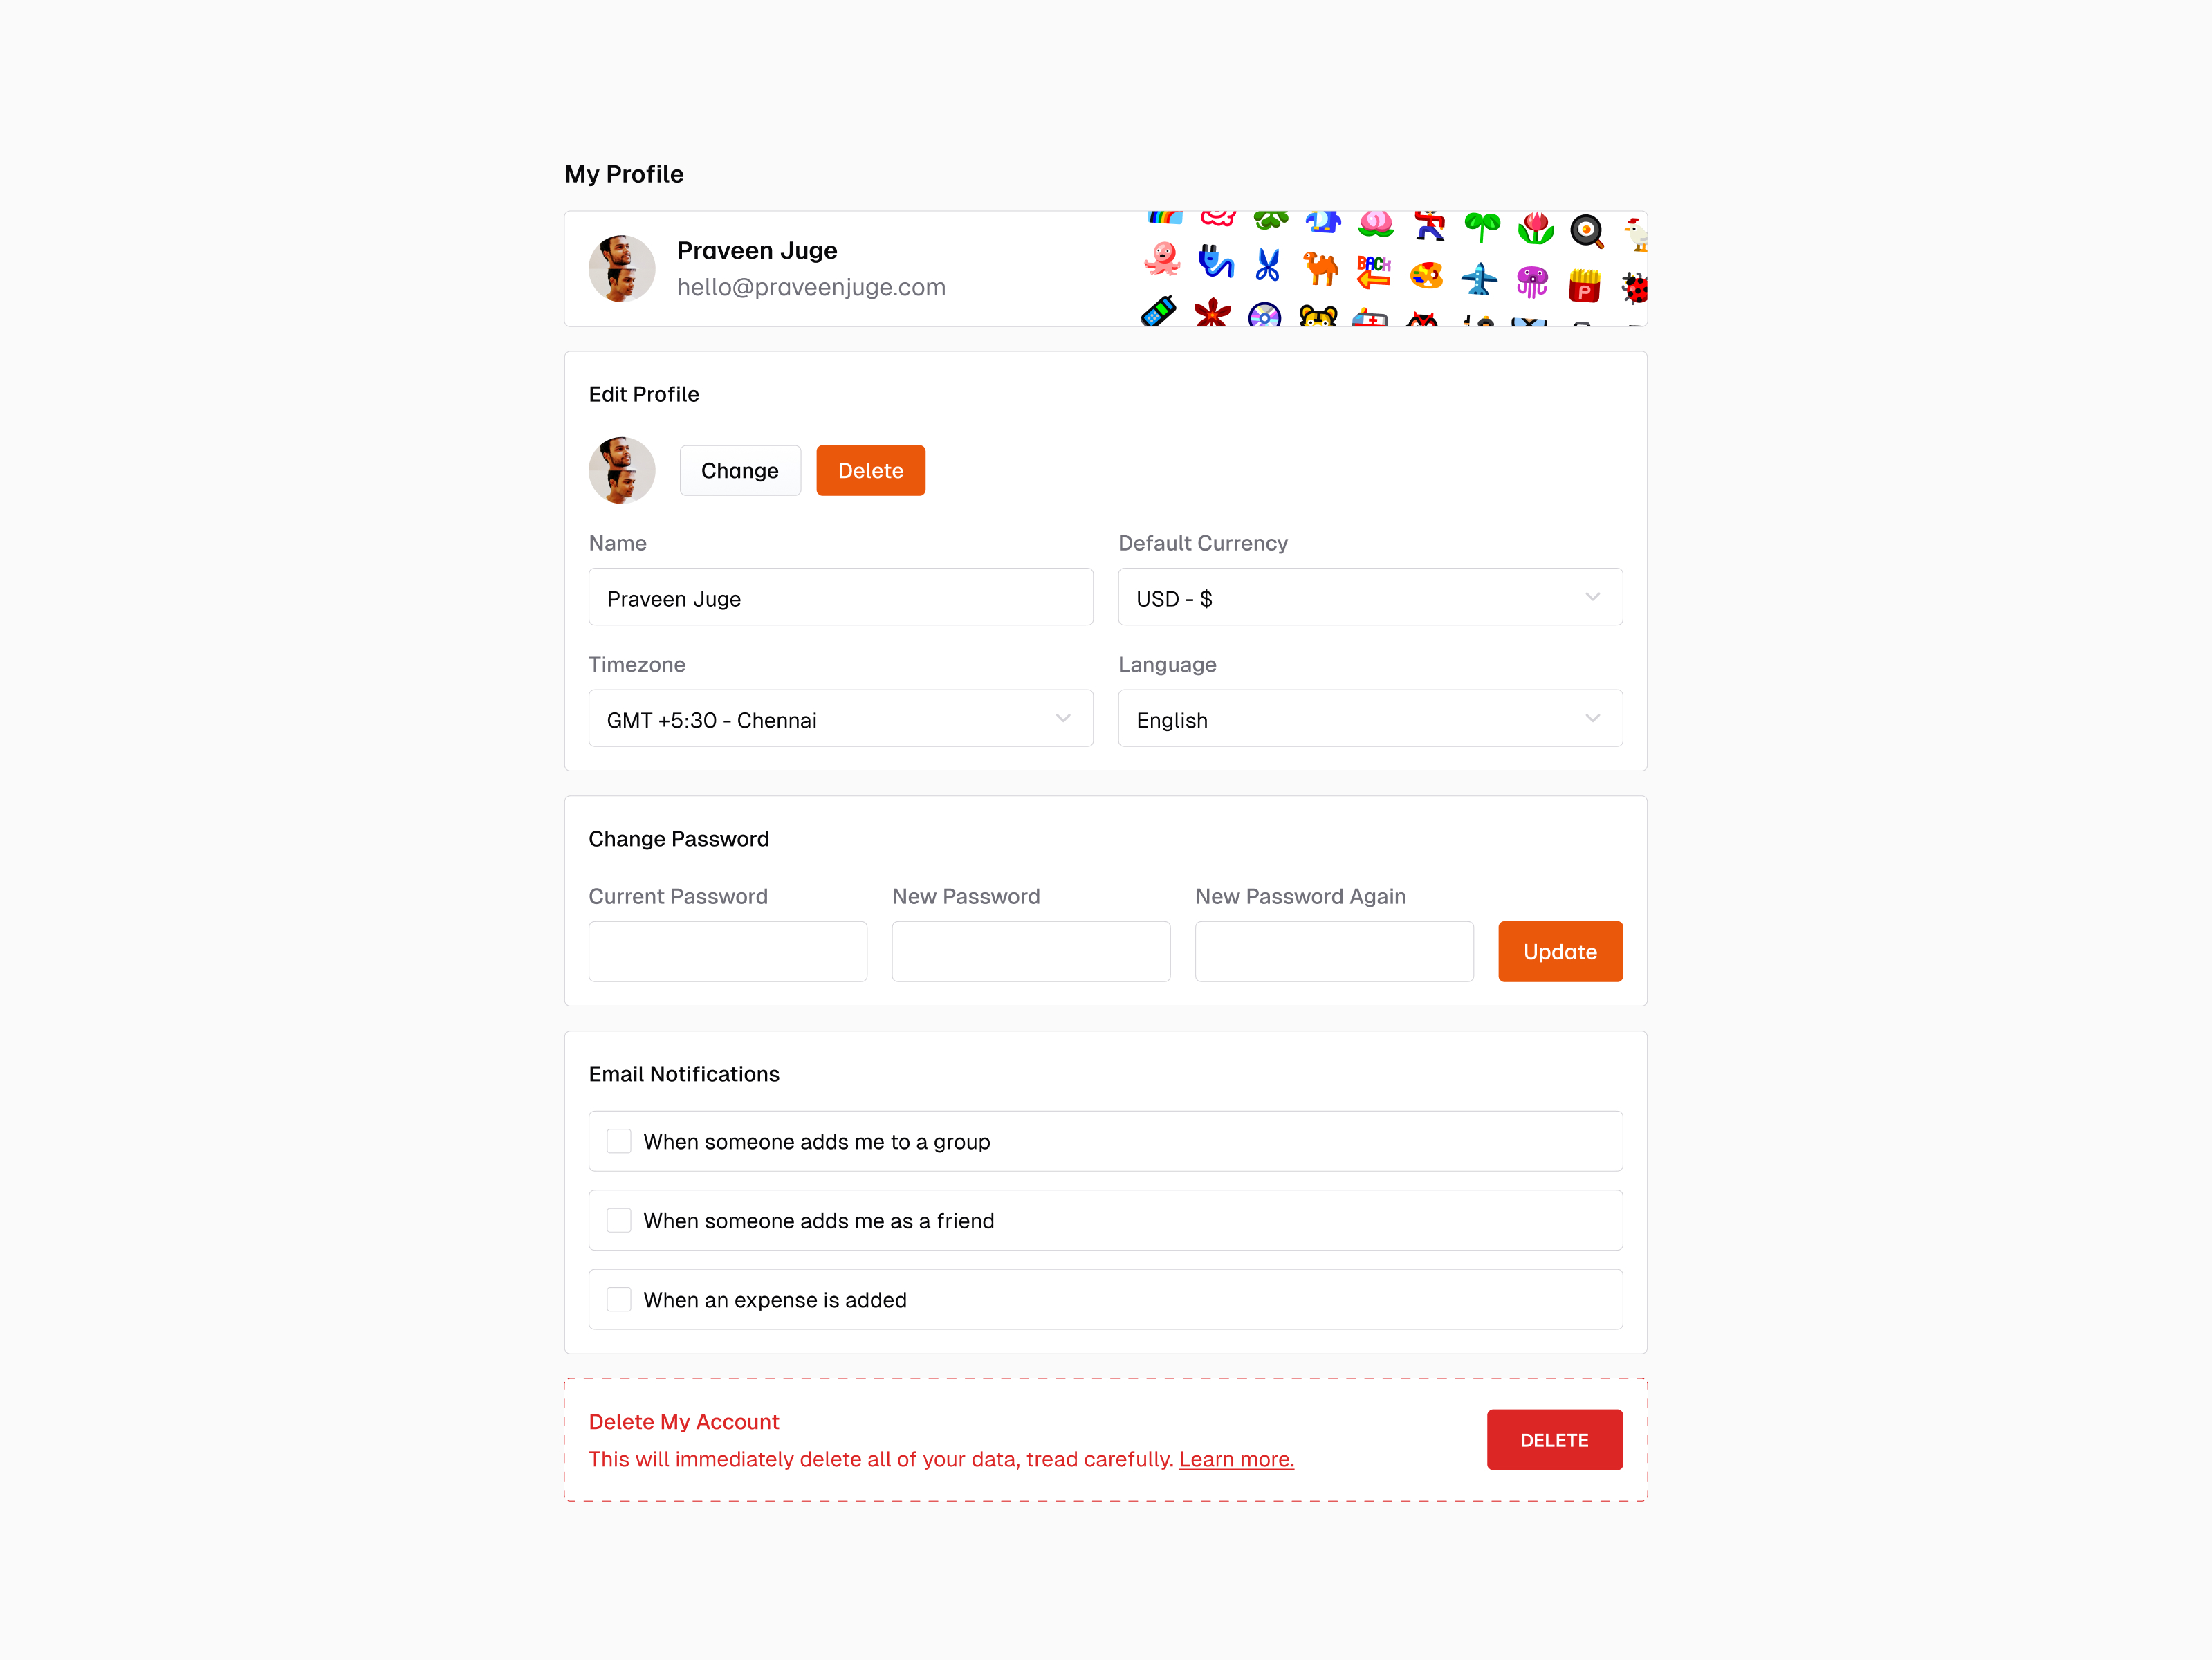 My Profile
Praveen Juge
hello@praveenjuge.com
BACK
P
Edit Profile
Change
Delete
Name
Default Currency
Praveen Juge
USD - $
Timezone
Language
GMT +5:30 - Chennai
English
Change Password
Current Password
New Password
New Password Again
Update
Email Notifications
When someone adds me to a group
When someone adds me as a friend
When an expense is added
Delete My Account
This will immediately delete all of your data, tread carefully. Learn more.
DELETE